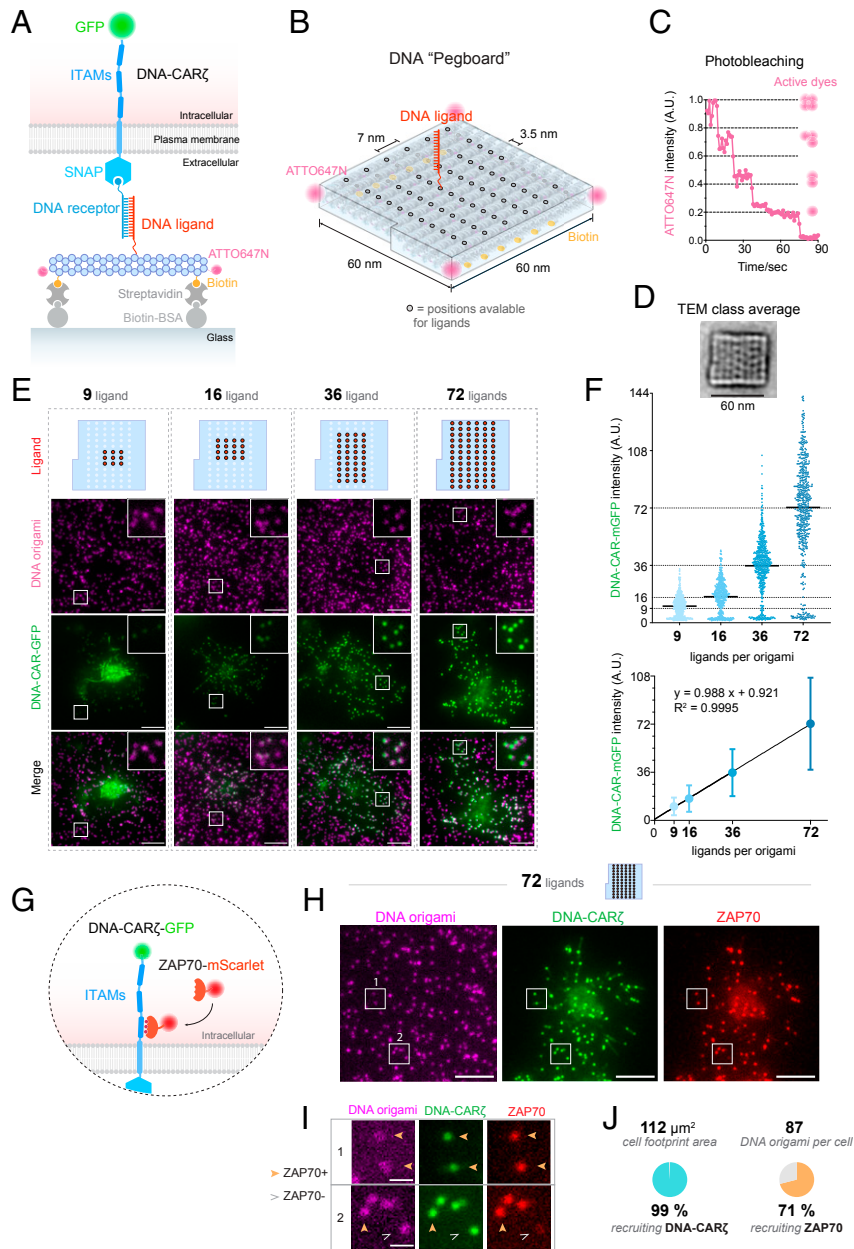 A
GFP
ITAMs
DNA-CARζ
Intracellular
Plasma membrane
Extracellular
SNAP
DNA receptor
DNA ligand
ATTO647N
Biotin
Streptavidin
Biotin-BSA
Glass
B
DNA “Pegboard”
DNA ligand
7 nm
3.5 nm
ATTO647N
Biotin
60 nm
60 nm
= positions avalable
for ligands
C
Photobleaching
Active dyes
ATTO647N intensity (A.U.)
1.0
0.8
0.6
0.4
0.2
0.0
0
30
60
90
Time/sec
D
TEM class average
60 nm
E
9 ligand
16 ligand
36 ligand
72 ligands
Ligand
DNA origami
DNA-CAR-GFP
Merge
F
DNA-CAR-mGFP intensity (A.U.)
144
108
72
36
16
9
0
9
16
36
72
ligands per origami
DNA-CAR-mGFP intensity (A.U.)
108
72
36
0
y = 0.988 x + 0.921
R² = 0.9995
0
9
16
36
72
ligands per origami
G
DNA-CARζ-GFP
ZAP70-mScarlet
ITAMs
Intracellular
72 ligands
H
DNA origami
DNA-CARζ
ZAP70
1
2
I
DNA origami
DNA-CARζ
ZAP70
1
2
ZAP70+
ZAP70-
J
112 µm²
cell footprint area
99 %
recruiting DNA-CARζ
87
DNA origami per cell
71 %
recruiting ZAP70